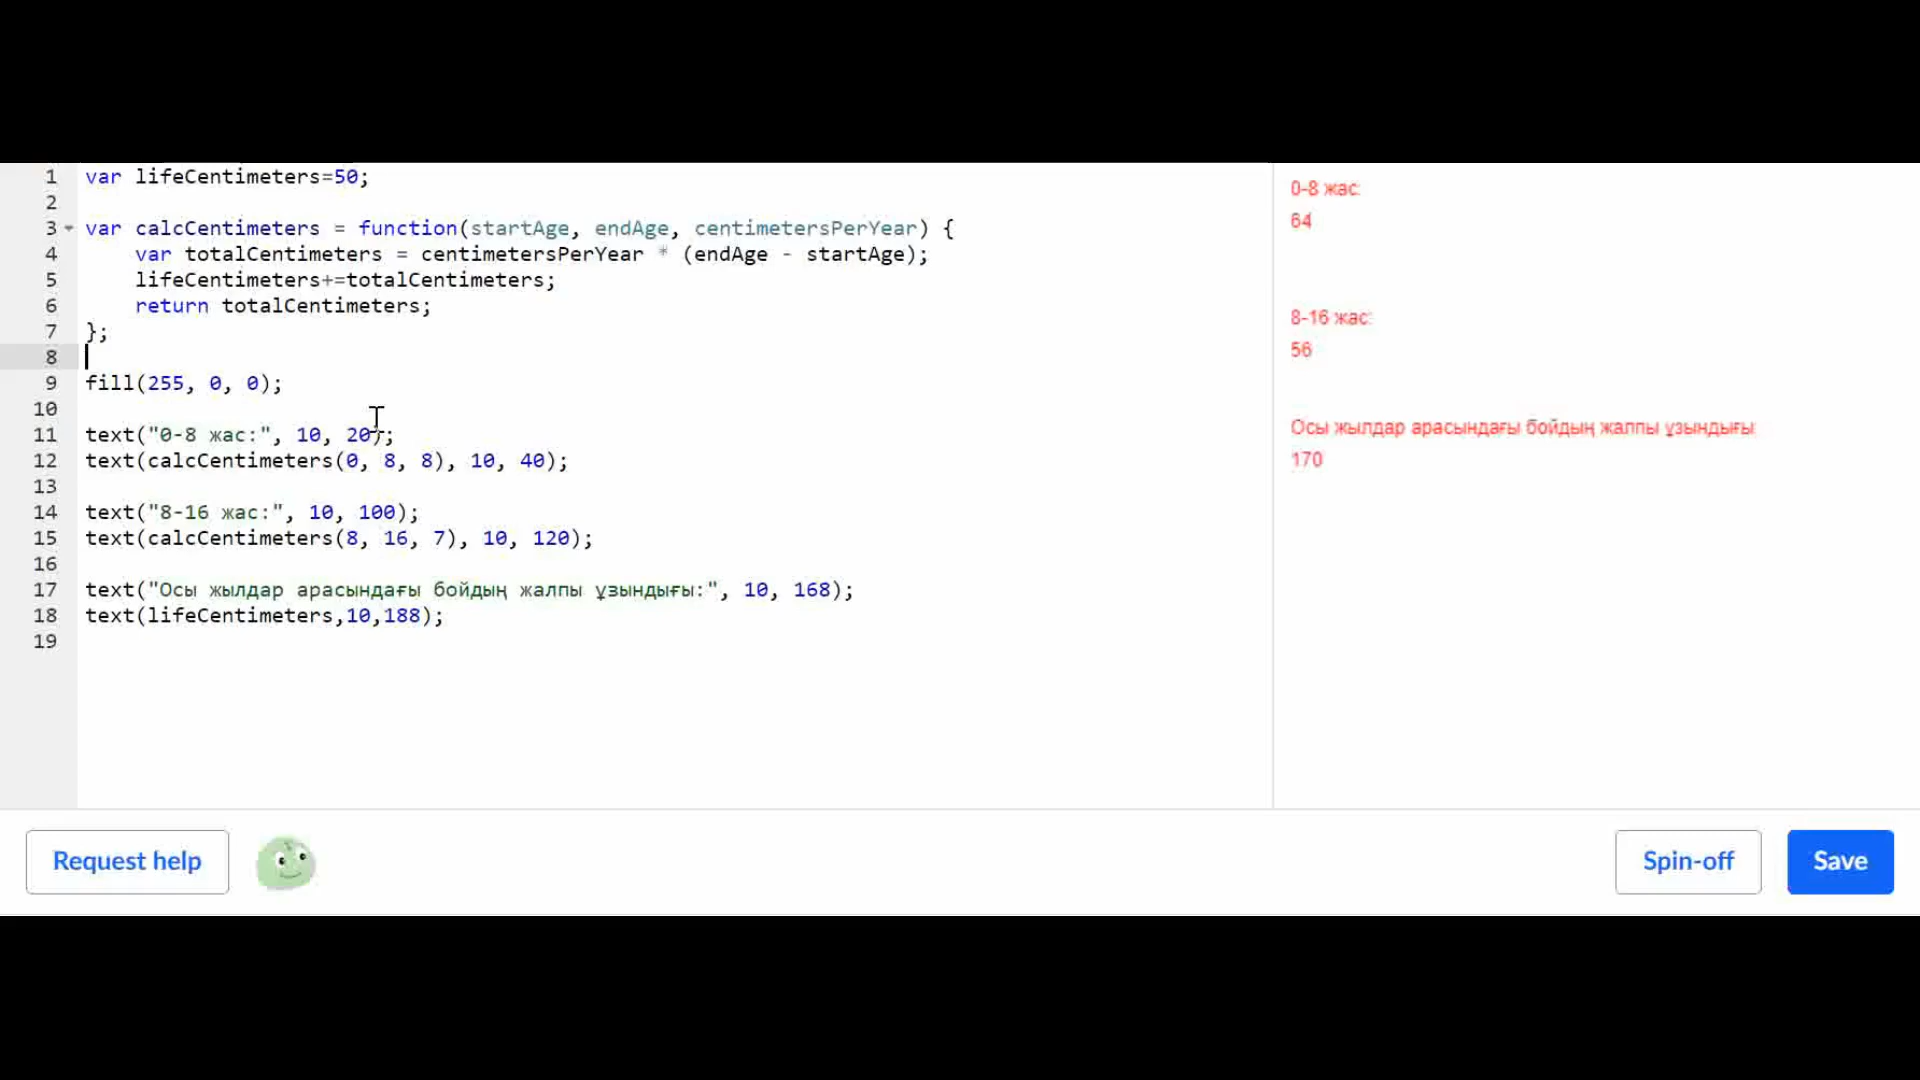 1 var lifeCentimeters=50;
2
3 var calcCentimeters = function(startAge, endAge, centimetersPerYear) {
4 var totalCentimeters = centimetersPerYear * (endAge - startAge);
5 lifeCentimeters+=totalCentimeters;
6 return totalCentimeters;
7 };
8
9 fill(255, 0, 0);
10
11 text("0-8 жас:", 10, 20);
12 text(calcCentimeters(0, 8, 8), 10, 40);
13
14 text("8-16 жас:", 10, 100);
15 text(calcCentimeters(8, 16, 7), 10, 120);
16
17 text("Осы жылдар арасындағы бойдың жалпы ұзындығы:", 10, 168);
18 text(lifeCentimeters,10,188);
19
0-8 жас:
64
8-16 жас:
56
Осы жылдар арасындағы бойдың жалпы ұзындығы:
170
Request help
Spin-off
Save